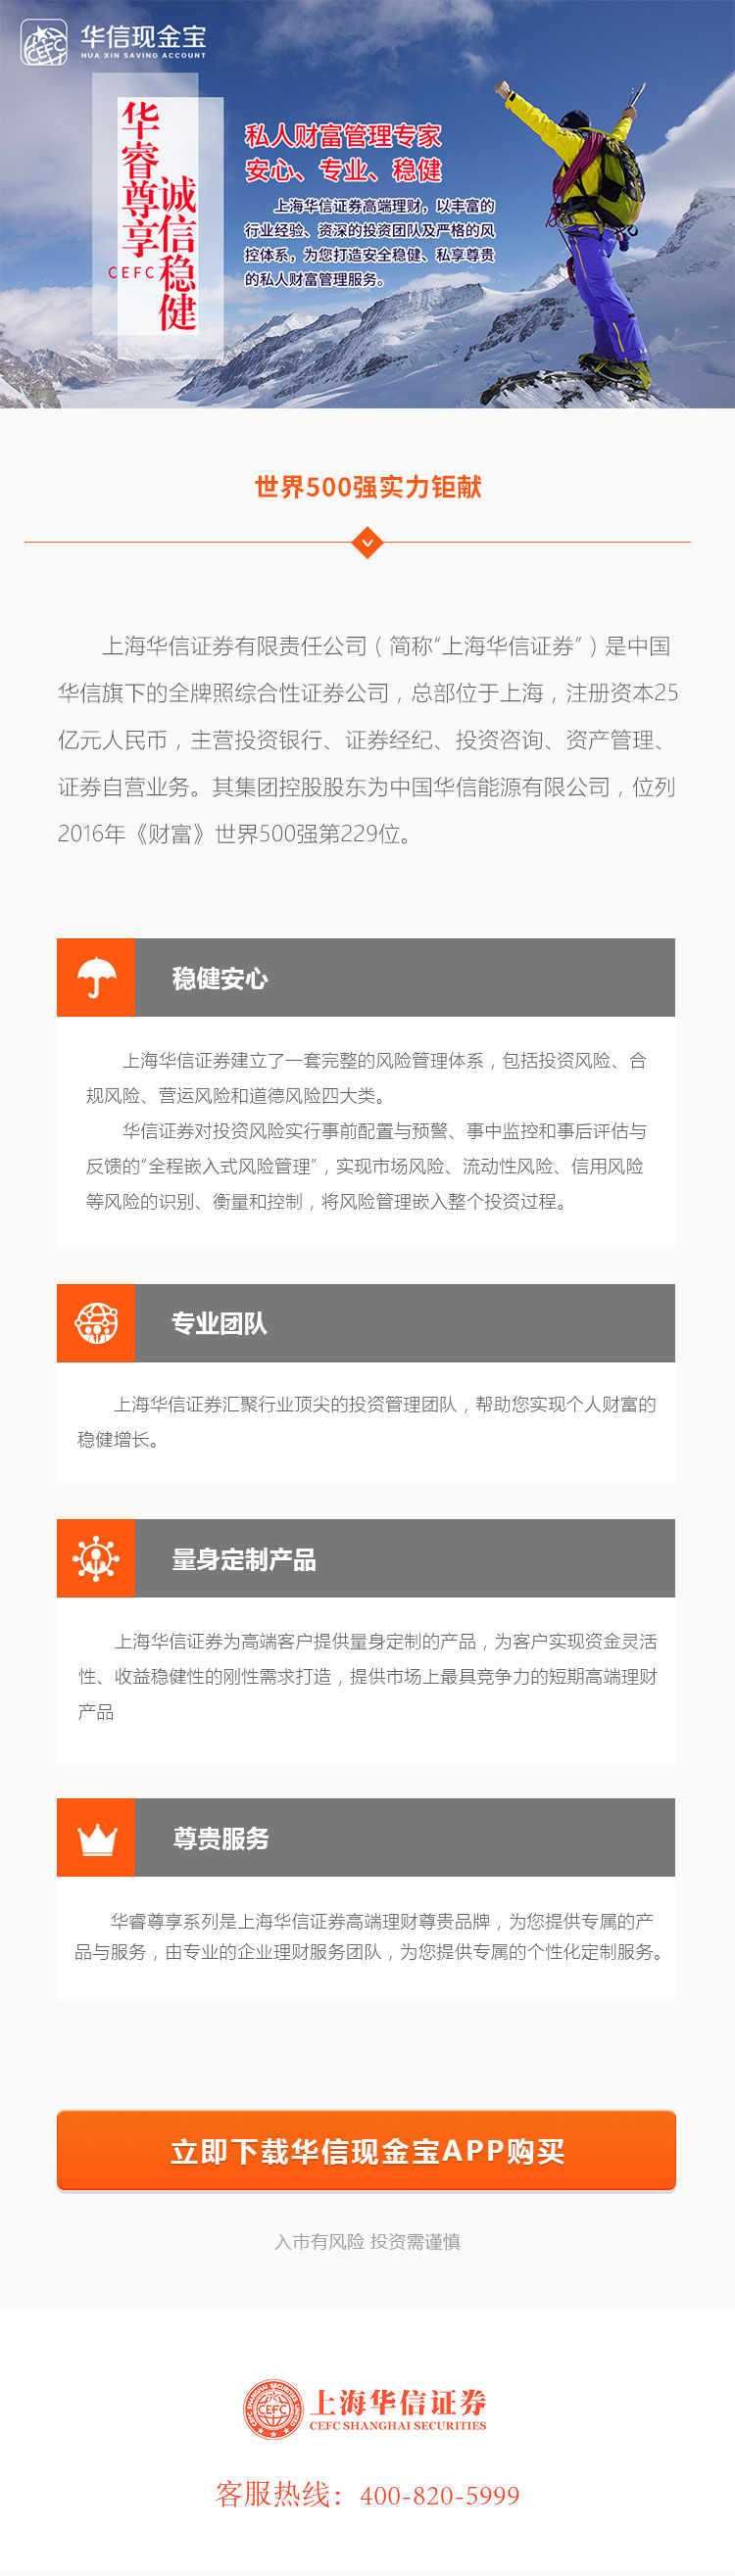 华信现金宝
HUA XIN SAVING ACCOUNT
华睿尊享
诚信稳健
CEFC
私人财富管理专家
安心、专业、稳健
上海华信证券高端理财，以丰富的
行业经验、资深的投资团队及严格的风
控体系，为您打造安全稳健、私享尊贵
的私人财富管理服务。
世界500强实力钜献
上海华信证券有限责任公司（简称“上海华信证券”）是中国
华信旗下的全牌照综合性证券公司，总部位于上海，注册资本25
亿元人民币，主营投资银行、证券经纪、投资咨询、资产管理、
证券自营业务。其集团控股股东为中国华信能源有限公司，位列
2016年《财富》世界500强第229位。
稳健安心
上海华信证券建立了一套完整的风险管理体系，包括投资风险、合
规风险、营运风险和道德风险四大类。
华信证券对投资风险实行事前配置与预警、事中监控和事后评估与
反馈的“全程嵌入式风险管理”，实现市场风险、流动性风险、信用风险
等风险的识别、衡量和控制，将风险管理嵌入整个投资过程。
专业团队
上海华信证券汇聚行业顶尖的投资管理团队，帮助您实现个人财富的
稳健增长。
量身定制产品
上海华信证券为高端客户提供量身定制的产品，为客户实现资金灵活
性、收益稳健性的刚性需求打造，提供市场上最具竞争力的短期高端理财
产品
尊贵服务
华睿尊享系列是上海华信证券高端理财尊贵品牌，为您提供专属的产
品与服务，由专业的企业理财服务团队，为您提供专属的个性化定制服务。
立即下载华信现金宝APP购买
入市有风险 投资需谨慎
CEFC
上海华信证券
CEFC SHANGHAI SECURITIES
客服热线：400-820-5999